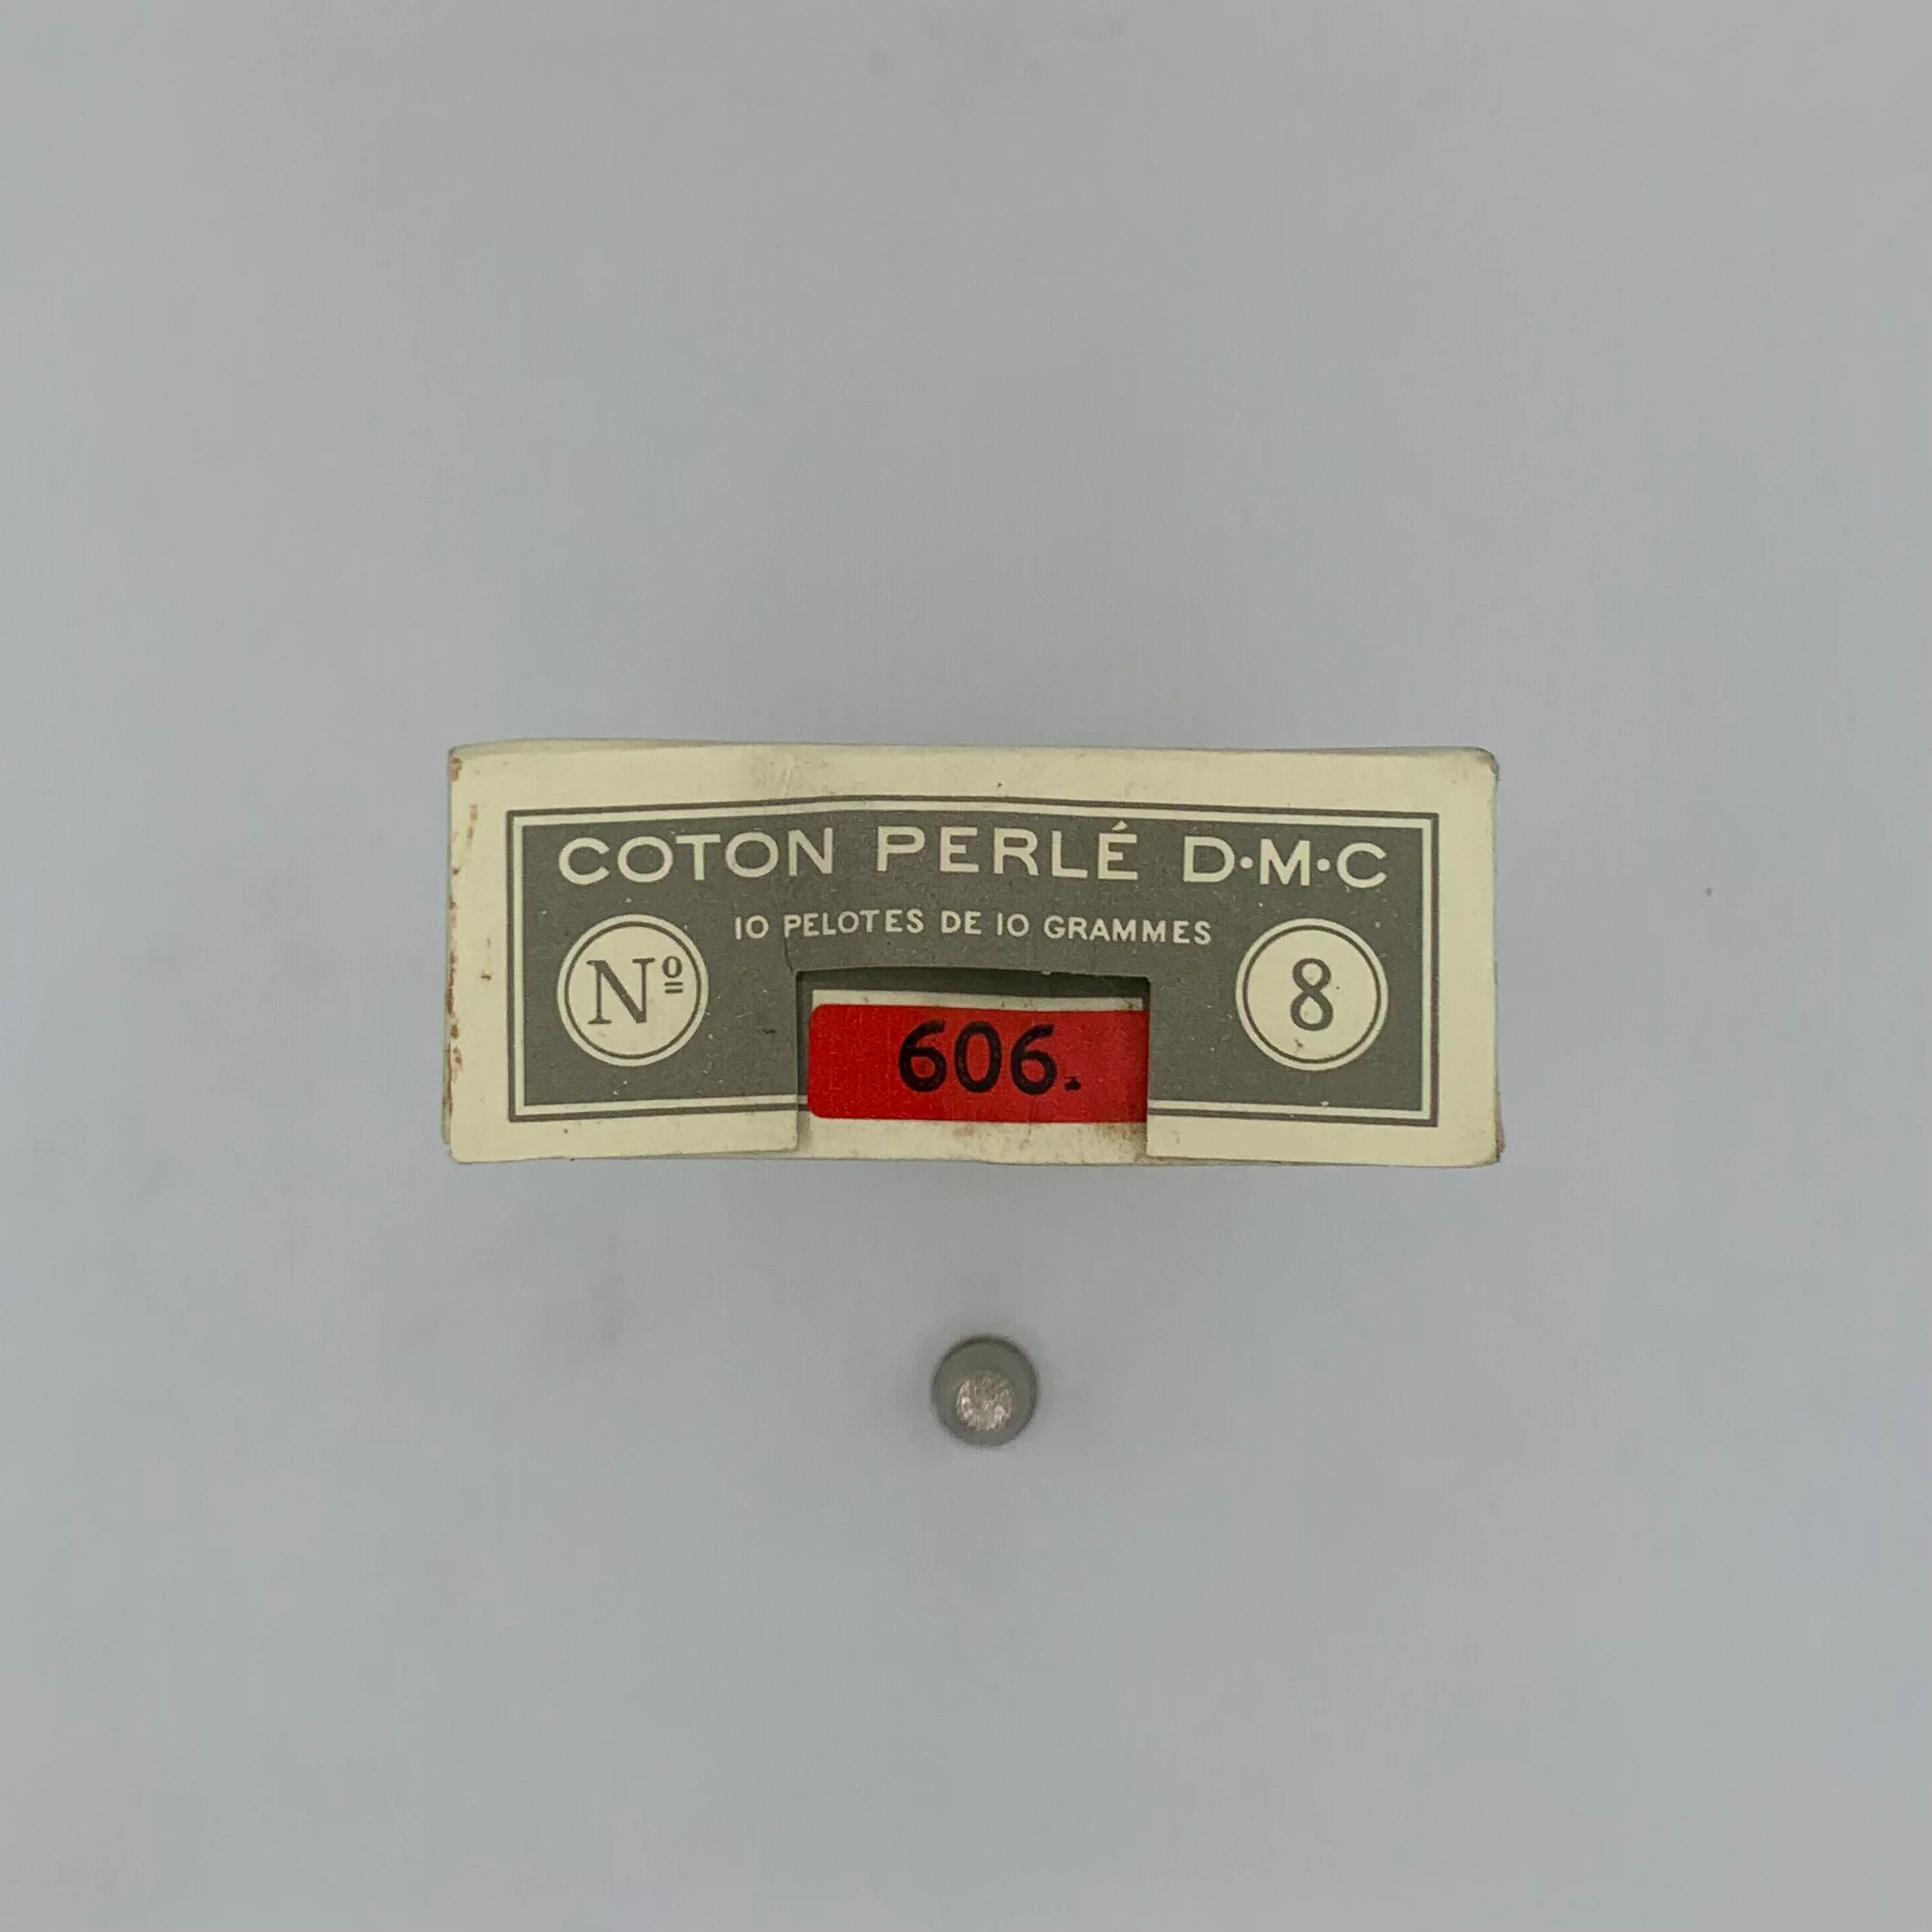 COTON PERLÉ D·M·C
10 PELOTES DE 10 GRAMMES
Nº 8
606.